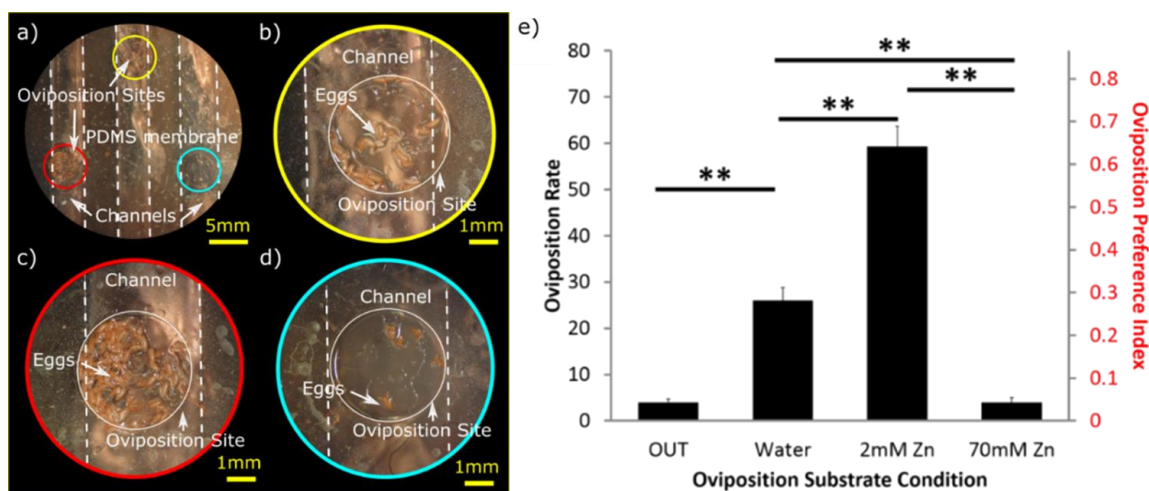 a)
Oviposition Sites
PDMS membrane
Channels
5mm
b)
Channel
Eggs
Oviposition Site
1mm
c)
Channel
Eggs
Oviposition Site
1mm
d)
Channel
Eggs
Oviposition Site
1mm
e)
Oviposition Rate
80
70
60
50
40
30
20
10
0
**
**
**
**
0.8
0.7
0.6
0.5
0.4
0.3
0.2
0.1
0
Oviposition Preference Index
OUT
Water
2mM Zn
70mM Zn
Oviposition Substrate Condition